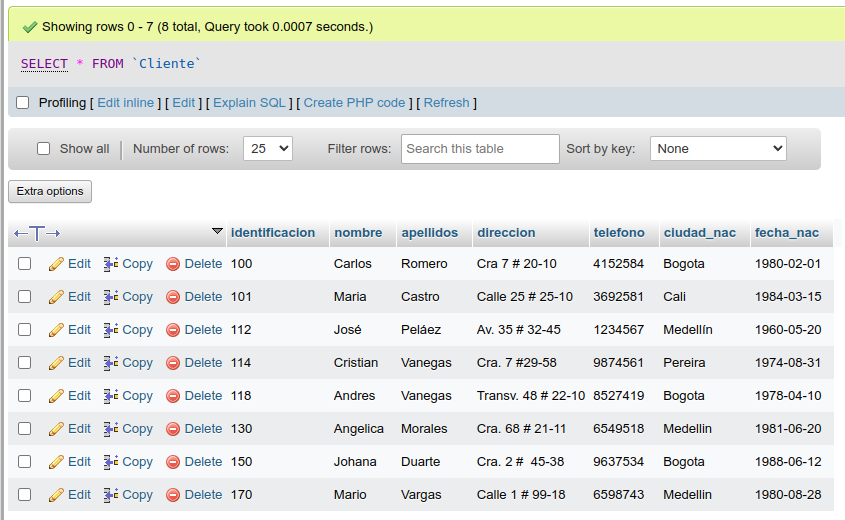 Showing rows 0 - 7 (8 total, Query took 0.0007 seconds.)
SELECT * FROM `Cliente`
Profiling [ Edit inline ] [ Edit ] [ Explain SQL ] [ Create PHP code ] [ Refresh ]
Show all Number of rows: 25 Filter rows: Search this table Sort by key: None
Extra options
identificacion nombre apellidos direccion telefono ciudad_nac fecha_nac
Edit Copy Delete 100 Carlos Romero Cra 7 # 20-10 4152584 Bogota 1980-02-01
Edit Copy Delete 101 Maria Castro Calle 25 # 25-10 3692581 Cali 1984-03-15
Edit Copy Delete 112 José Peláez Av. 35 # 32-45 1234567 Medellín 1960-05-20
Edit Copy Delete 114 Cristian Vanegas Cra. 7 #29-58 9874561 Pereira 1974-08-31
Edit Copy Delete 118 Andres Vanegas Transv. 48 # 22-10 8527419 Bogota 1978-04-10
Edit Copy Delete 130 Angelica Morales Cra. 68 # 21-11 6549518 Medellin 1981-06-20
Edit Copy Delete 150 Johana Duarte Cra. 2 #  45-38 9637534 Bogota 1988-06-12
Edit Copy Delete 170 Mario Vargas Calle 1 # 99-18 6598743 Medellin 1980-08-28